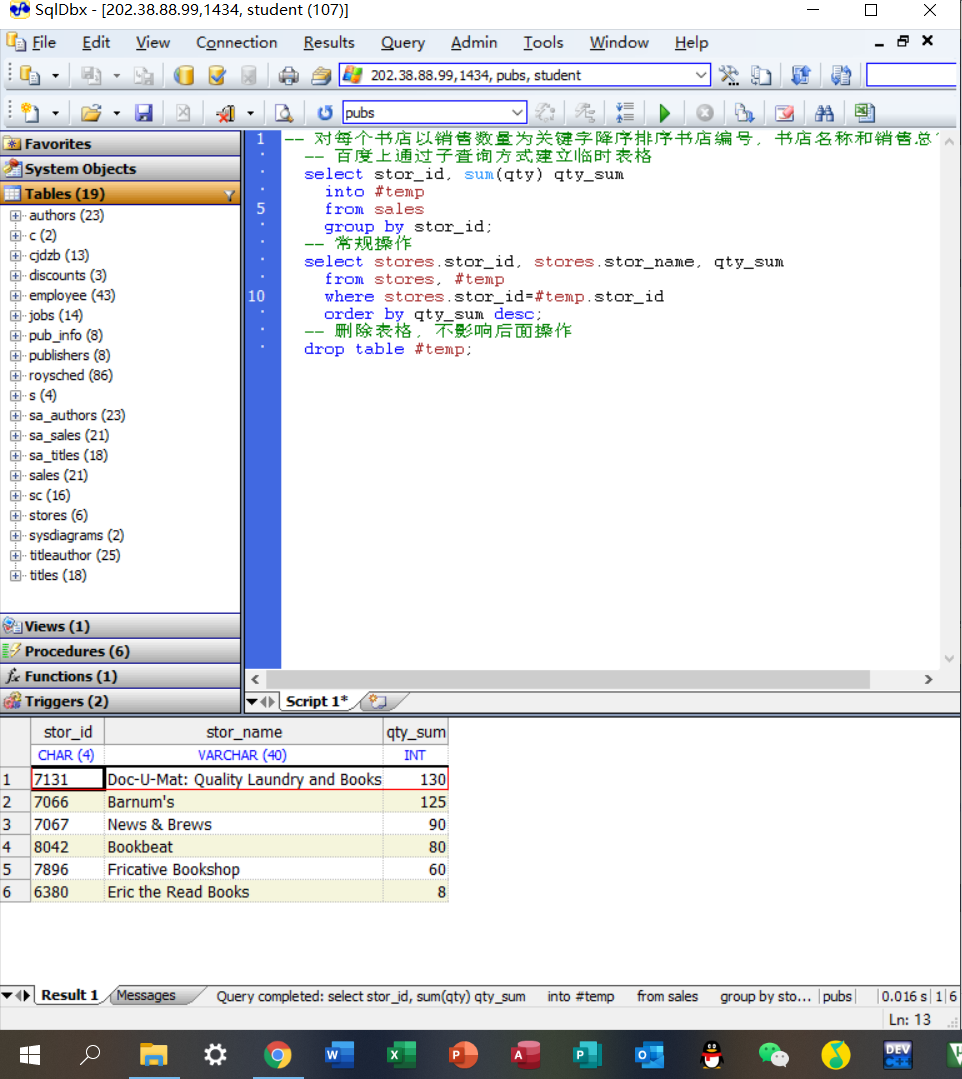 SqlDbx - [202.38.88.99,1434, student (107)]
File Edit View Connection Results Query Admin Tools Window Help
202.38.88.99,1434, pubs, student
pubs
Favorites
System Objects
Tables (19)
authors (23)
c (2)
cjdzb (13)
discounts (3)
employee (43)
jobs (14)
pub_info (8)
publishers (8)
roysched (86)
s (4)
sa_authors (23)
sa_sales (21)
sa_titles (18)
sales (21)
sc (16)
stores (6)
sysdiagrams (2)
titleauthor (25)
titles (18)
Views (1)
Procedures (6)
Functions (1)
Triggers (2)
1 -- 对每个书店以销售数量为关键字降序排序书店编号，书店名称和销售总
-- 百度上通过子查询方式建立临时表格
select stor_id, sum(qty) qty_sum
into #temp
5 from sales
group by stor_id;
-- 常规操作
select stores.stor_id, stores.stor_name, qty_sum
from stores, #temp
10 where stores.stor_id=#temp.stor_id
order by qty_sum desc;
-- 删除表格，不影响后面操作
drop table #temp;
Script 1*
stor_id stor_name qty_sum
CHAR (4) VARCHAR (40) INT
1 7131 Doc-U-Mat: Quality Laundry and Books 130
2 7066 Barnum's 125
3 7067 News & Brews 90
4 8042 Bookbeat 80
5 7896 Fricative Bookshop 60
6 6380 Eric the Read Books 8
Result 1 Messages Query completed: select stor_id, sum(qty) qty_sum into #temp from sales group by sto... pubs 0.016 s 1 6
Ln: 13
W X P A P O DEV C++